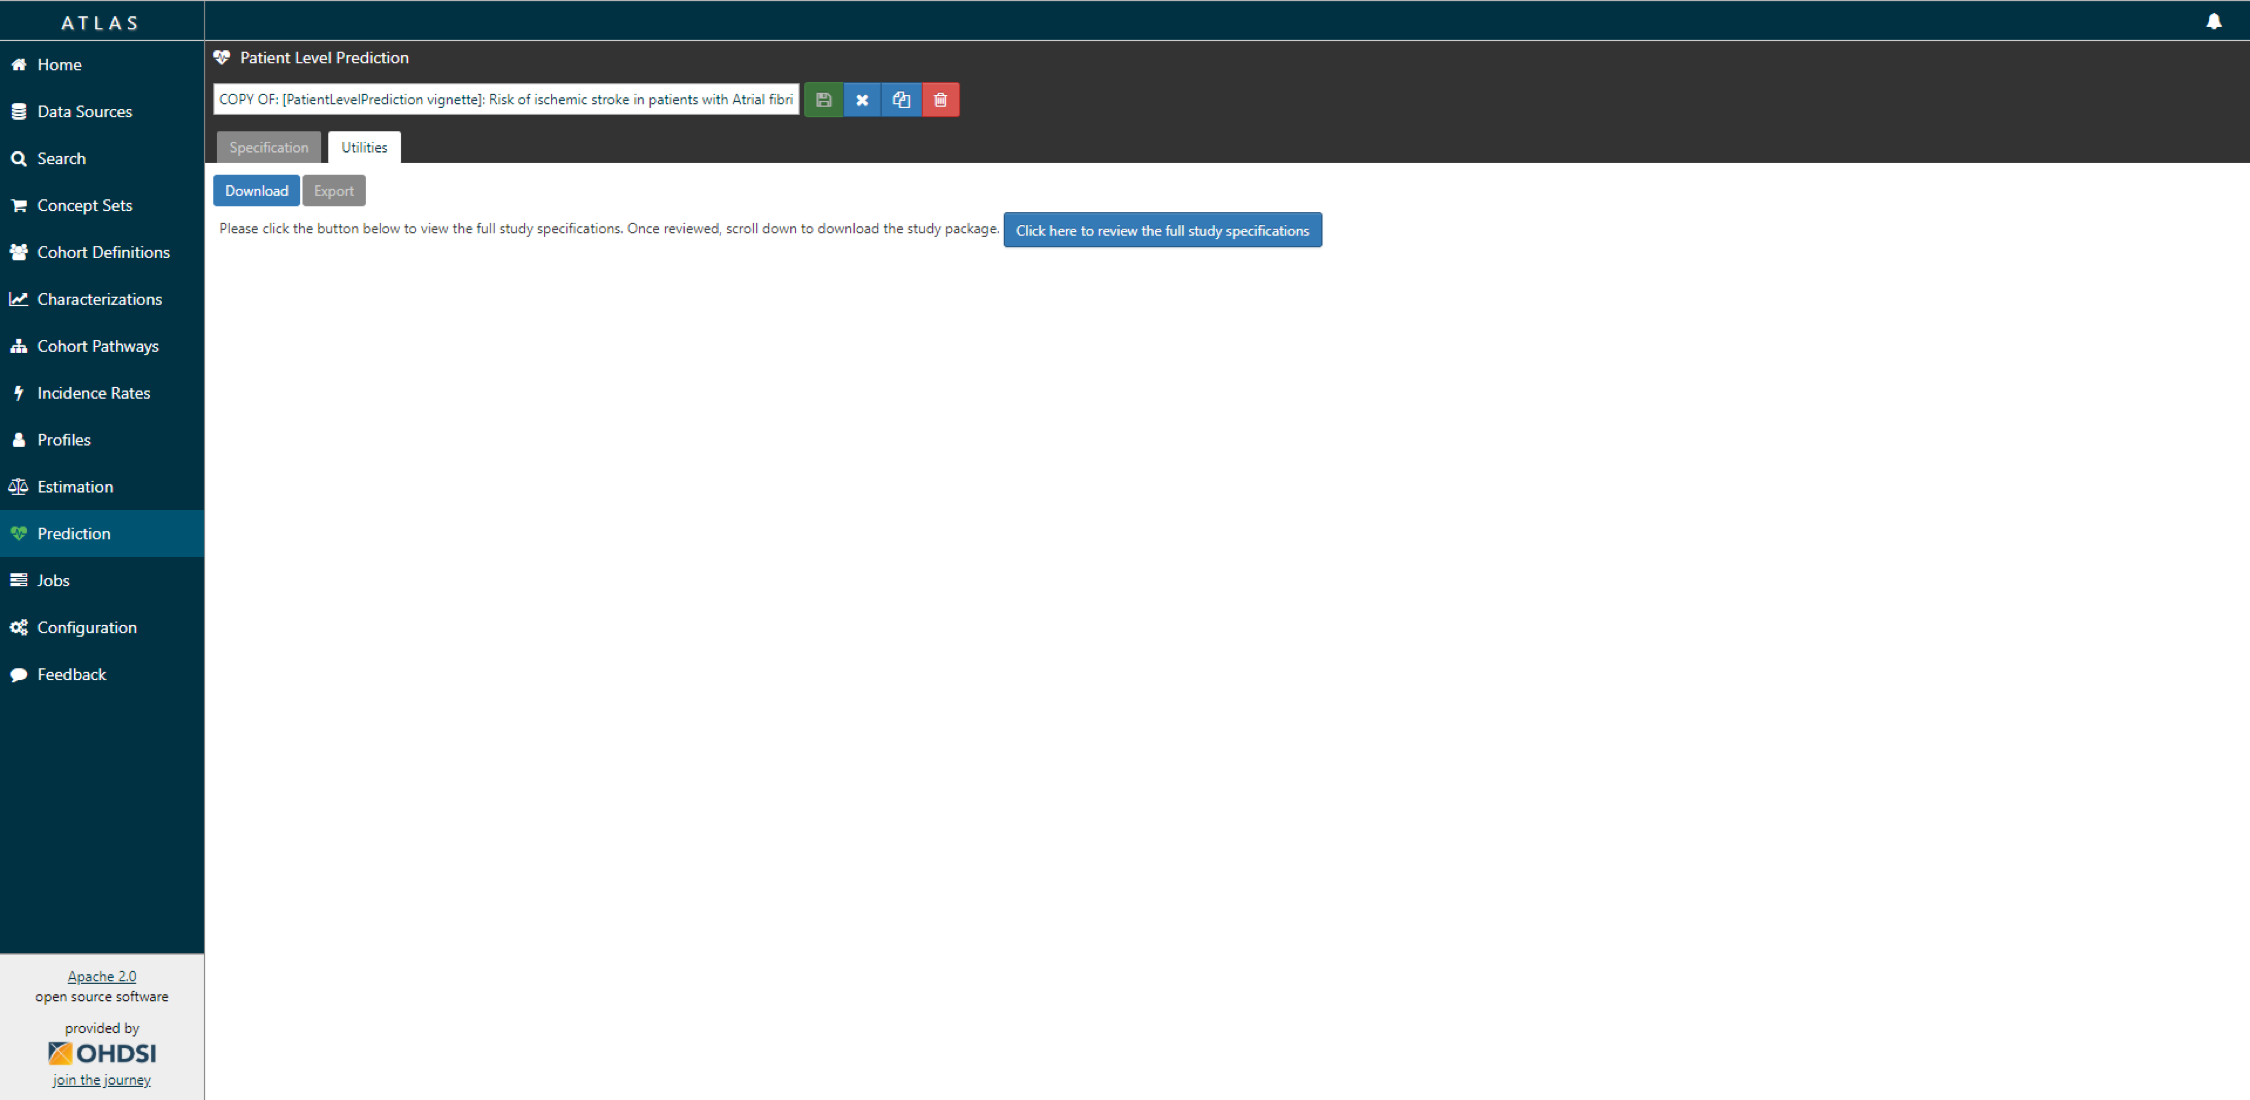 ATLAS
Home
Data Sources
Search
Concept Sets
Cohort Definitions
Characterizations
Cohort Pathways
Incidence Rates
Profiles
Estimation
Prediction
Jobs
Configuration
Feedback
Apache 2.0
open source software
provided by
OHDSI
join the journey
Patient Level Prediction
COPY OF: [PatientLevelPrediction vignette]: Risk of ischemic stroke in patients with Atrial fibri
Specification Utilities
Download Export
Please click the button below to view the full study specifications. Once reviewed, scroll down to download the study package. Click here to review the full study specifications